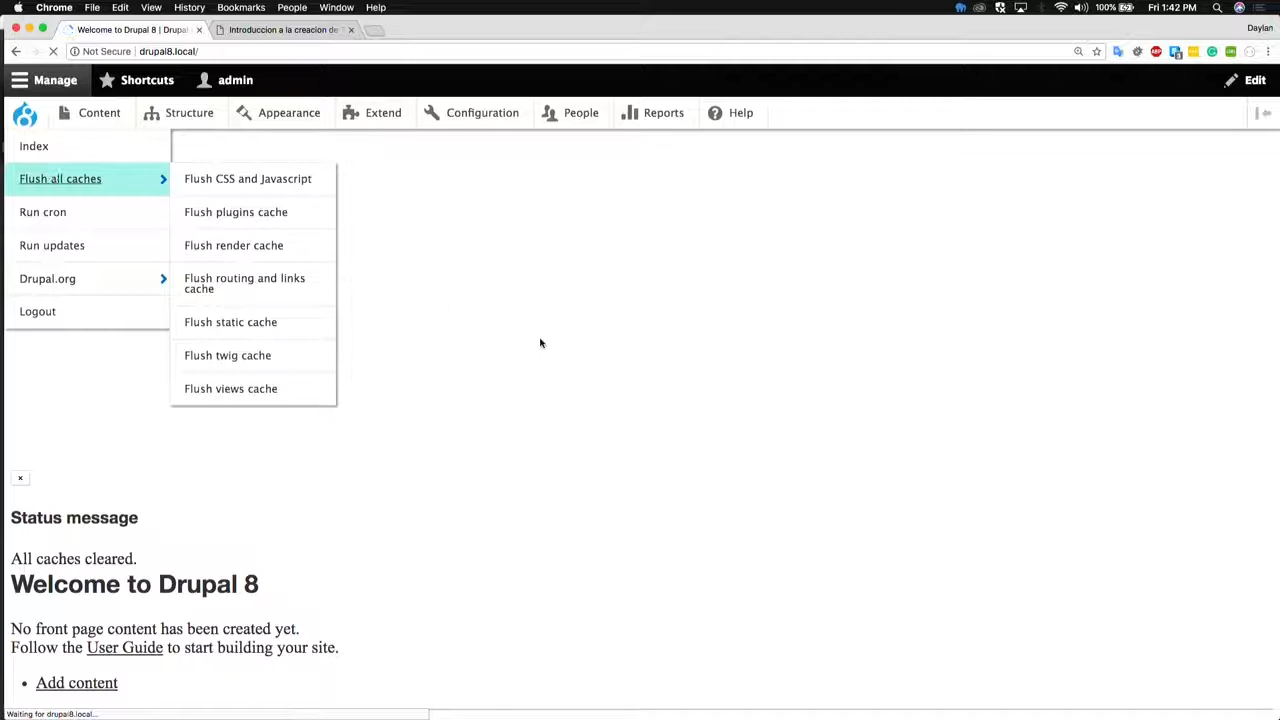 Chrome File Edit View History Bookmarks People Window Help 100% Fri 1:42 PM
Welcome to Drupal 8 | Drupal × Introduccion a la creacion de × Daylan
Not Secure drupal8.local/
Manage Shortcuts admin Edit
Content Structure Appearance Extend Configuration People Reports Help
Index
Flush all caches
Run cron
Run updates
Drupal.org
Logout
Flush CSS and Javascript
Flush plugins cache
Flush render cache
Flush routing and links
cache
Flush static cache
Flush twig cache
Flush views cache
×
Status message
All caches cleared.
Welcome to Drupal 8
No front page content has been created yet.
Follow the User Guide to start building your site.
• Add content
Waiting for drupal8.local...